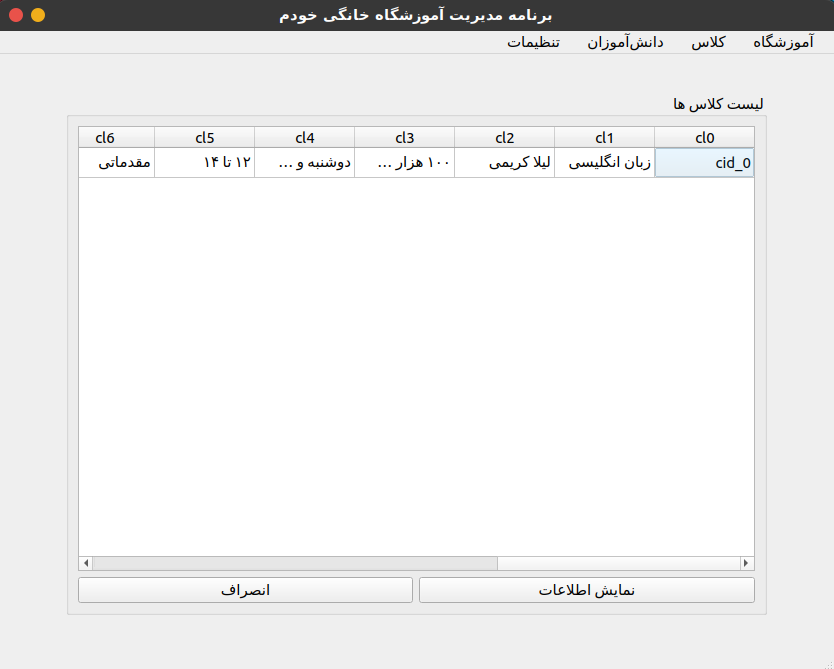 برنامه مدیریت آموزشگاه خانگی خودم
آموزشگاه کلاس دانش‌آموزان تنظیمات
لیست کلاس ها
cl0 cl1 cl2 cl3 cl4 cl5 cl6
cid_0 زبان انگلیسی لیلا کریمی ۱۰۰ هزار ... دوشنبه و ... ۱۲ تا ۱۴ مقدماتی
نمایش اطلاعات انصراف